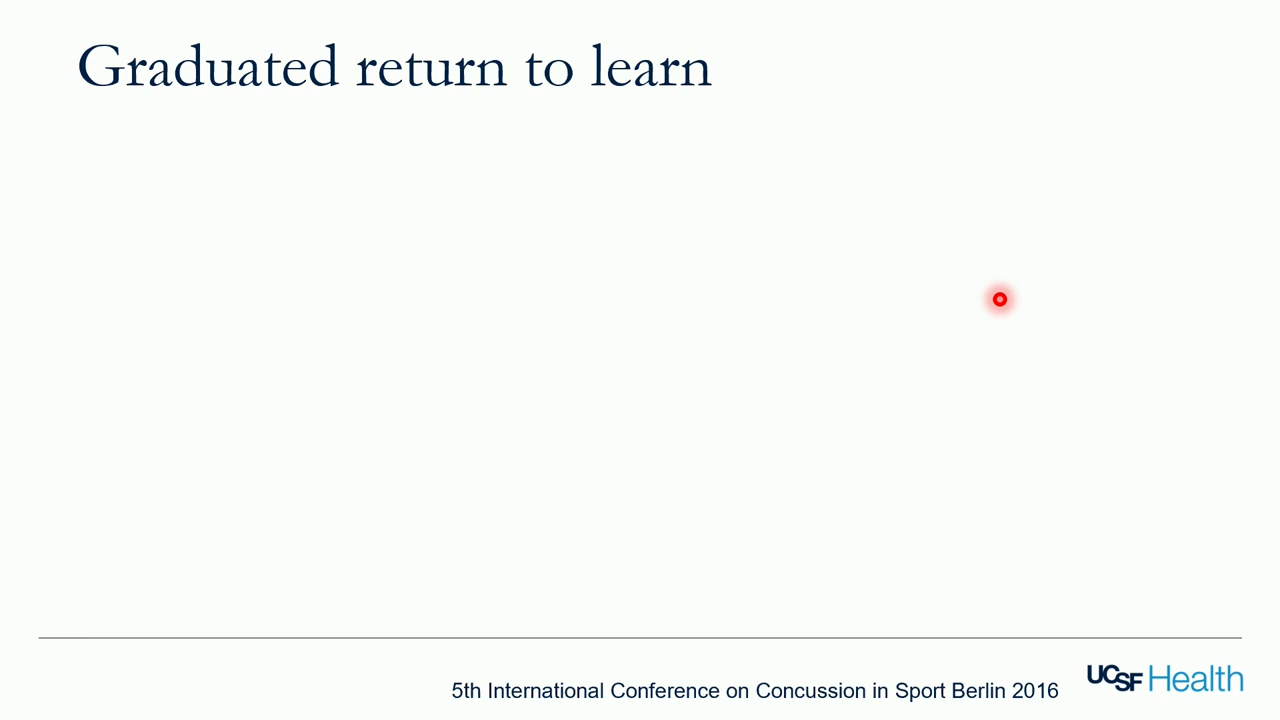 Graduated return to learn
5th International Conference on Concussion in Sport Berlin 2016
UCSF Health